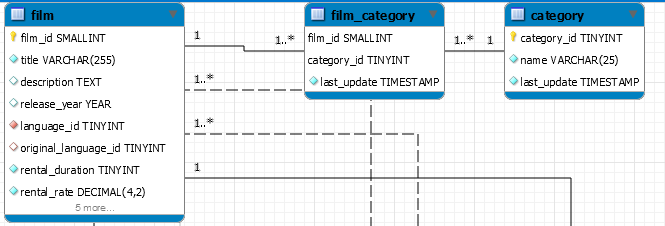 film
film_id SMALLINT
title VARCHAR(255)
description TEXT
release_year YEAR
language_id TINYINT
original_language_id TINYINT
rental_duration TINYINT
rental_rate DECIMAL(4,2)
5 more...
1
1..*
1..*
1..*
1
film_category
film_id SMALLINT
category_id TINYINT
last_update TIMESTAMP
1..*
1
category
category_id TINYINT
name VARCHAR(25)
last_update TIMESTAMP